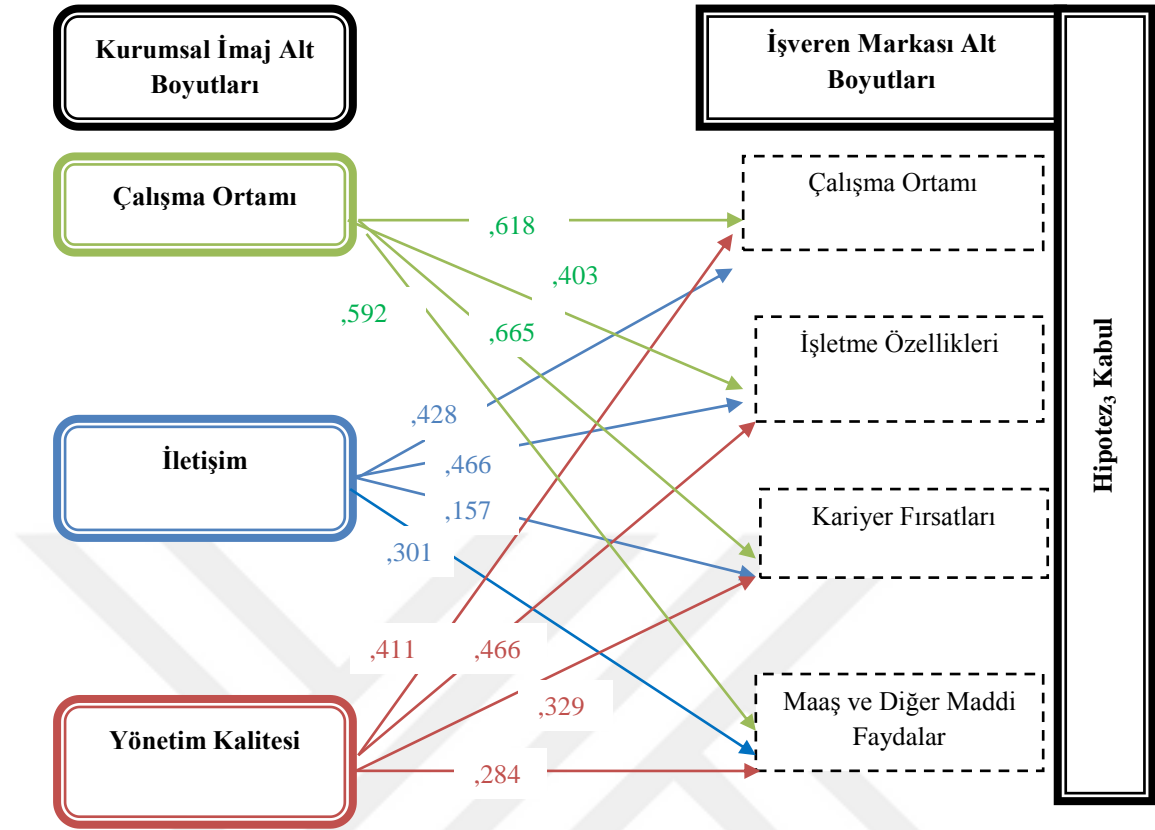 Kurumsal İmaj Alt
Boyutları
İşveren Markası Alt
Boyutları
Çalışma Ortamı
Çalışma Ortamı
,618
,403
,592
,665
İşletme Özellikleri
,428
İletişim
,466
,157
Kariyer Fırsatları
,301
,411
,466
,329
Yönetim Kalitesi
,284
Maaş ve Diğer Maddi
Faydalar
Hipotez₃ Kabul